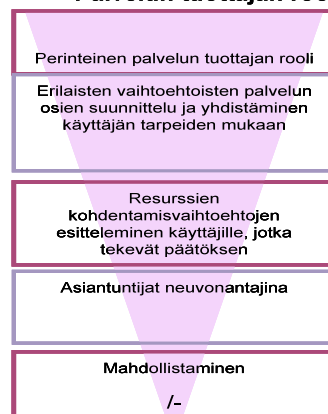 Perinteinen palvelun tuottajan rooli
Erilaisten vaihtoehtoisten palvelun
osien suunnittelu ja yhdistäminen
käyttäjän tarpeiden mukaan
Resurssien
kohdentamisvaihtoehtojen
esitteleminen käyttäjille, jotka
tekevät päätöksen
Asiantuntijat neuvonantajina
Mahdollistaminen
/-